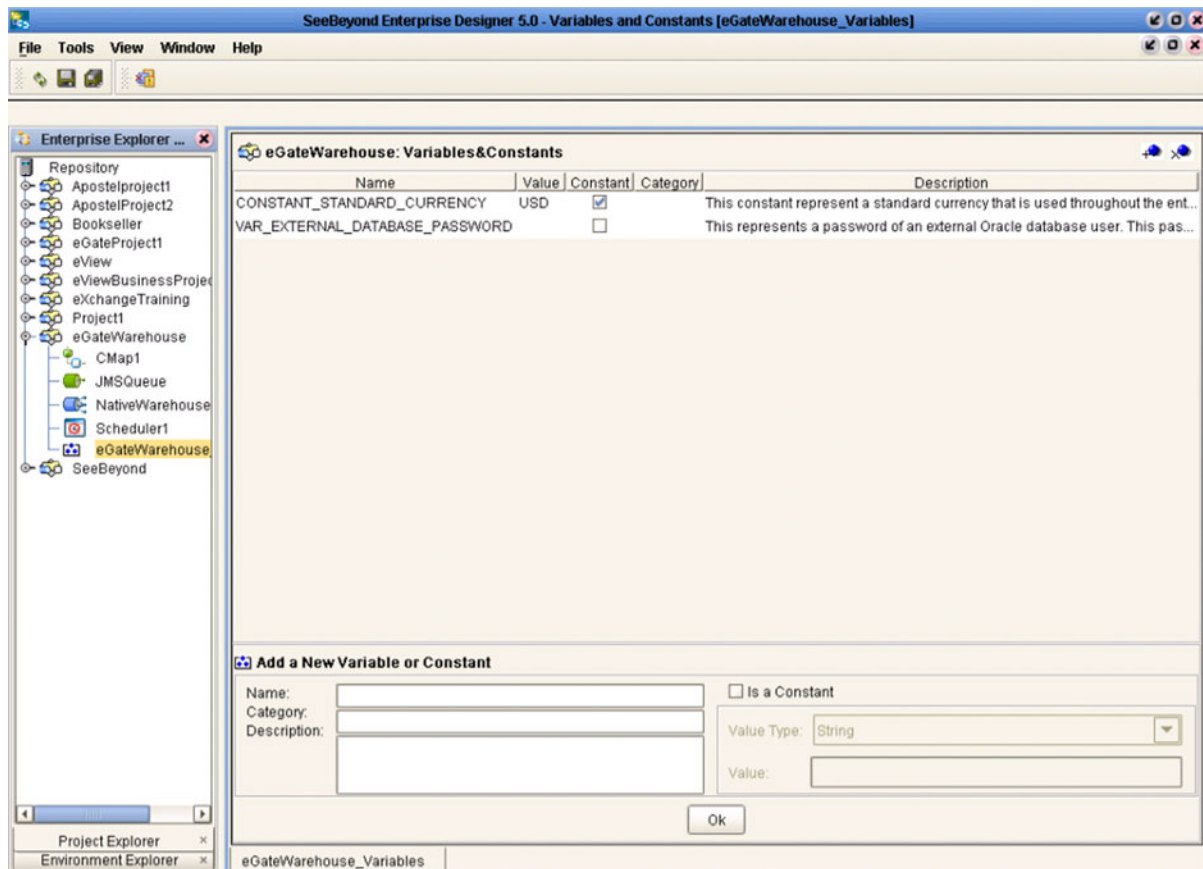 SeeBeyond Enterprise Designer 5.0 - Variables and Constants [eGateWarehouse_Variables]
File Tools View Window Help
Enterprise Explorer ...
Repository
Apostelproject1
ApostelProject2
Bookseller
eGateProject1
eView
eViewBusinessProjec
eXchangeTraining
Project1
eGateWarehouse
CMap1
JMSQueue
NativeWarehouse
Scheduler1
eGateWarehouse_
SeeBeyond
Project Explorer
Environment Explorer
eGateWarehouse: Variables&Constants
Name Value Constant Category Description
CONSTANT_STANDARD_CURRENCY USD This constant represent a standard currency that is used throughout the ent...
VAR_EXTERNAL_DATABASE_PASSWORD This represents a password of an external Oracle database user. This pas...
Add a New Variable or Constant
Name:
Category:
Description:
Is a Constant
Value Type: String
Value:
Ok
eGateWarehouse_Variables